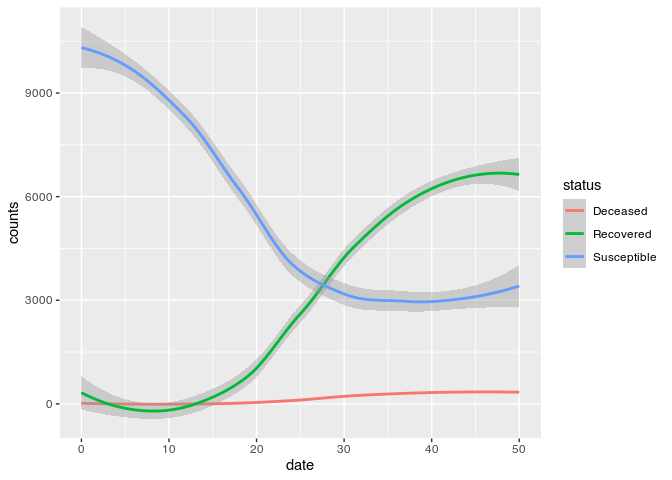 counts
9000
6000
3000
0
0 10 20 30 40 50
date
status
Deceased
Recovered
Susceptible